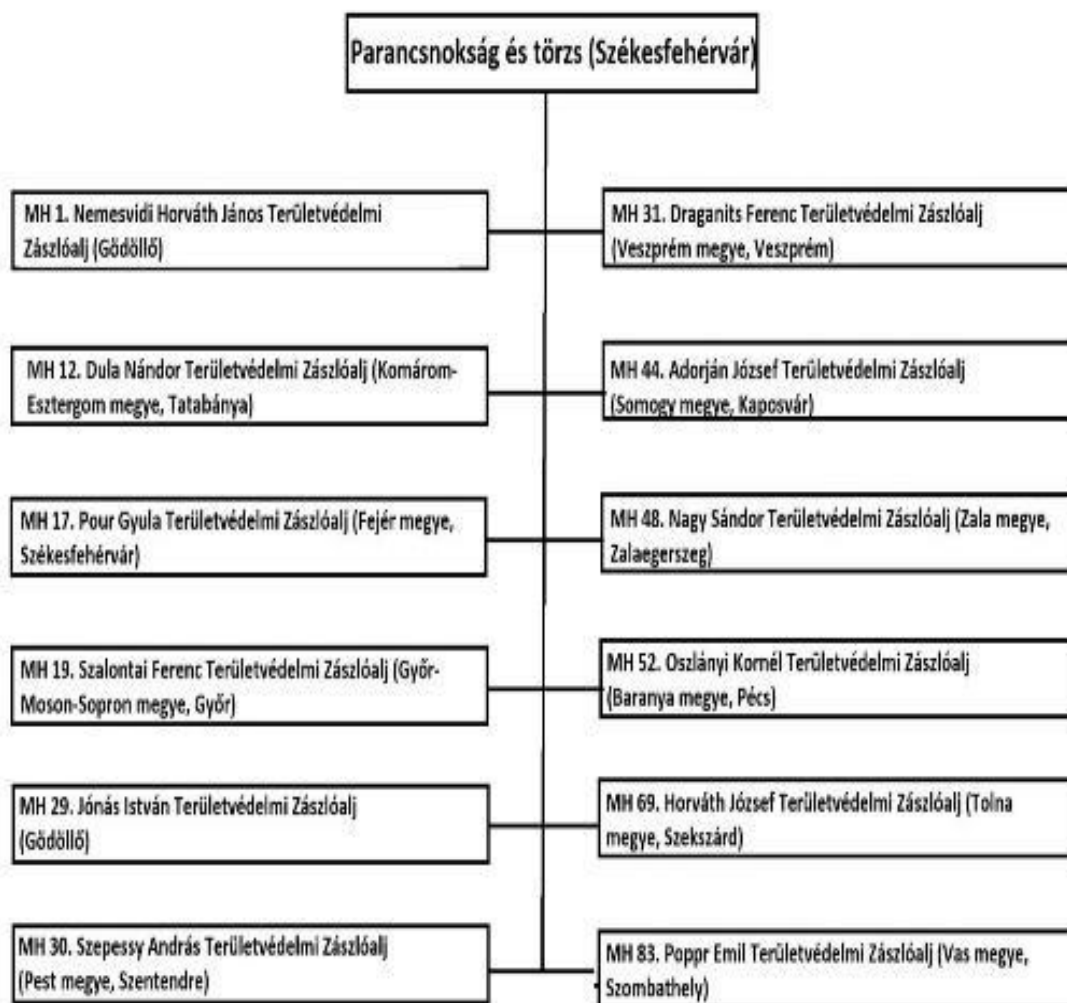 Parancsnokság és törzs (Székesfehérvár)
MH 1. Nemesvidi Horváth János Területvédelmi
Zászlóalj (Gödöllő)
MH 12. Dula Nándor Területvédelmi Zászlóalj (Komárom-
Esztergom megye, Tatabánya)
MH 17. Pour Gyula Területvédelmi Zászlóalj (Fejér megye,
Székesfehérvár)
MH 19. Szalontai Ferenc Területvédelmi Zászlóalj (Győr-
Moson-Sopron megye, Győr)
MH 29. Jónás István Területvédelmi Zászlóalj
(Gödöllő)
MH 30. Szepessy András Területvédelmi Zászlóalj
(Pest megye, Szentendre)
MH 31. Draganits Ferenc Területvédelmi Zászlóalj
(Veszprém megye, Veszprém)
MH 44. Adorján József Területvédelmi Zászlóalj
(Somogy megye, Kaposvár)
MH 48. Nagy Sándor Területvédelmi Zászlóalj (Zala megye,
Zalaegerszeg)
MH 52. Oszlányi Kornél Területvédelmi Zászlóalj
(Baranya megye, Pécs)
MH 69. Horváth József Területvédelmi Zászlóalj (Tolna
megye, Szekszárd)
MH 83. Poppr Emil Területvédelmi Zászlóalj (Vas megye,
Szombathely)